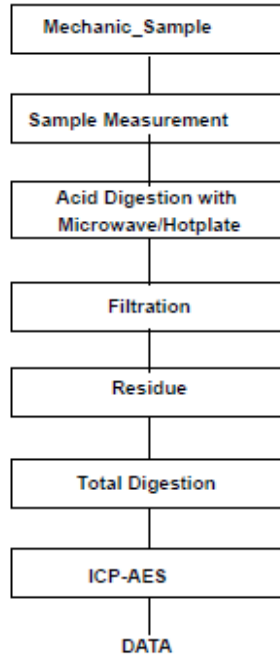 Mechanic_Sample
Sample Measurement
Acid Digestion with
Microwave/Hotplate
Filtration
Residue
Total Digestion
ICP-AES
DATA